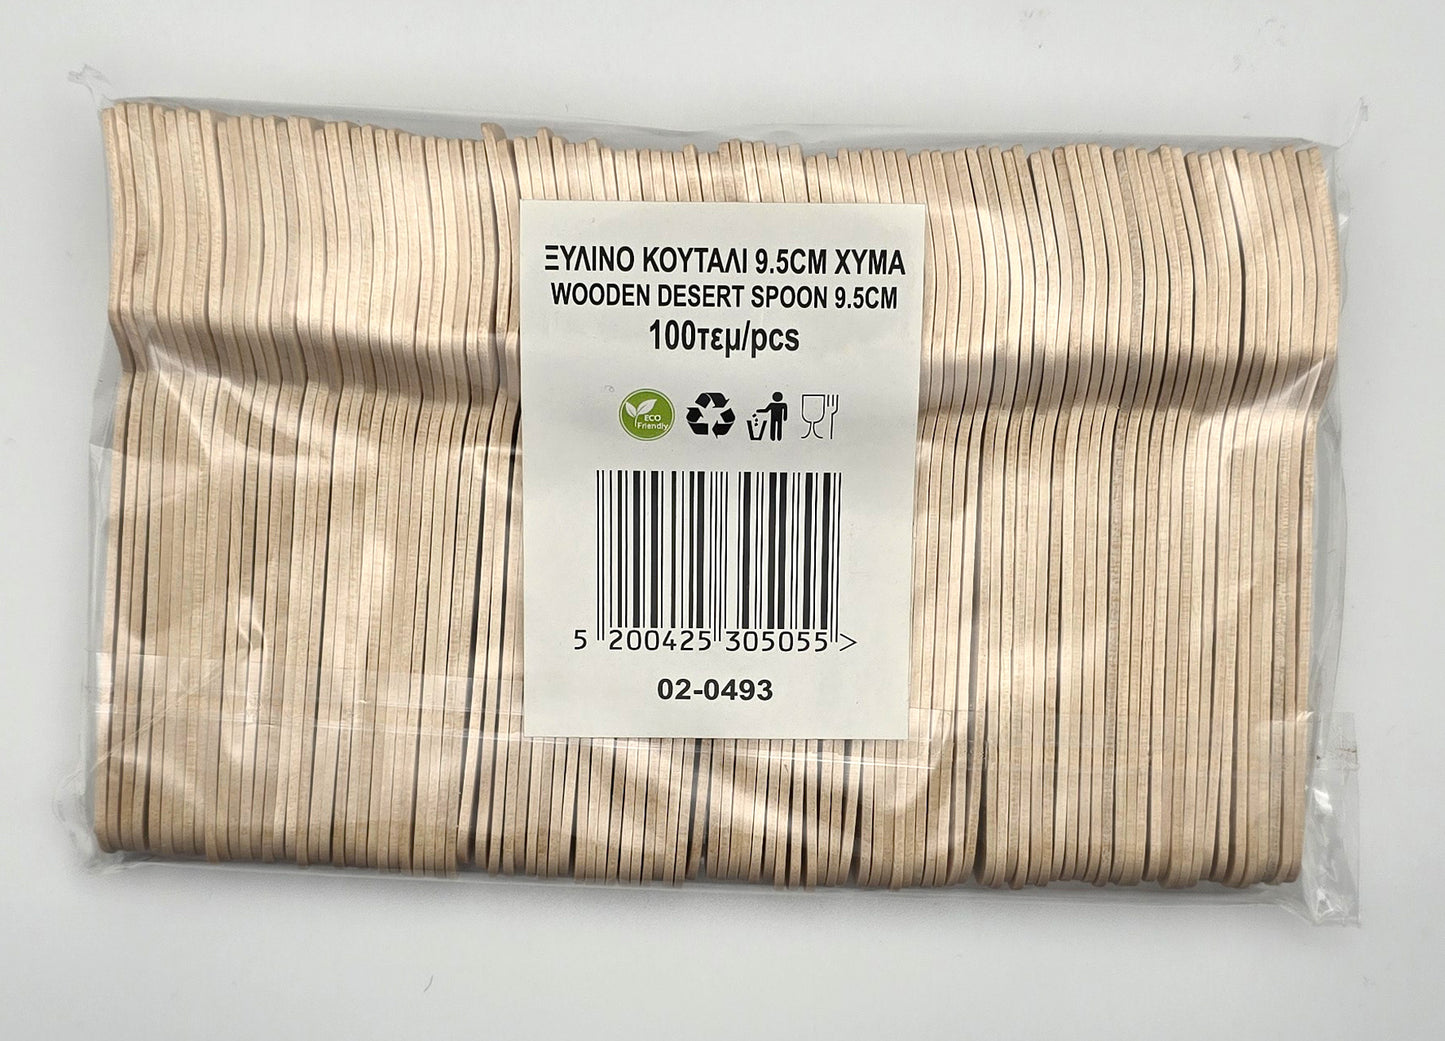 ΞΥΛΙΝΟ ΚΟΥΤΑΛΙ 9.5CM ΧΥΜΑ
WOODEN DESERT SPOON 9.5CM
100τεμ/pcs
ECO
Friendly
5 200425 305055 >
02-0493